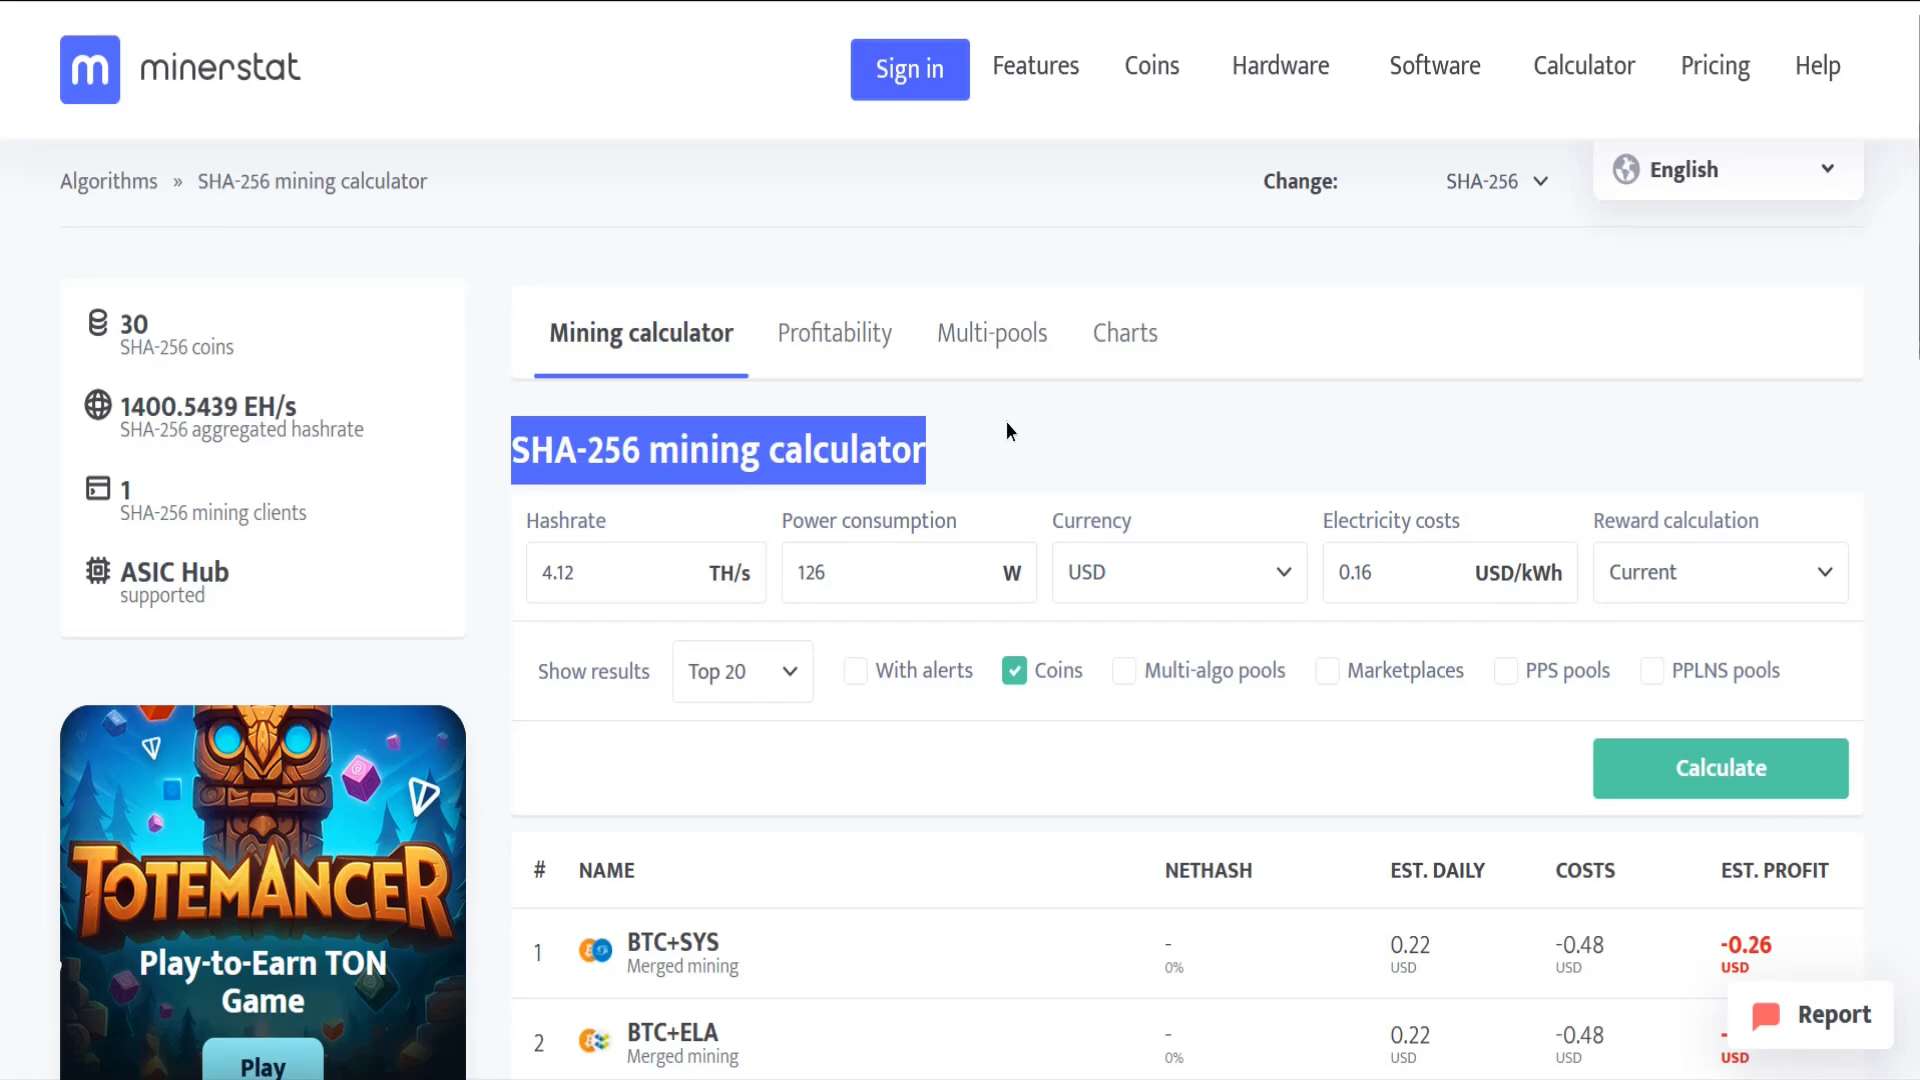 minerstat
Sign in
Features
Coins
Hardware
Software
Calculator
Pricing
Help
Algorithms » SHA-256 mining calculator
Change:
SHA-256
English
30
SHA-256 coins
1400.5439 EH/s
SHA-256 aggregated hashrate
1
SHA-256 mining clients
ASIC Hub
supported
Mining calculator
Profitability
Multi-pools
Charts
SHA-256 mining calculator
Hashrate
Power consumption
Currency
Electricity costs
Reward calculation
4.12 TH/s
126 W
USD
0.16 USD/kWh
Current
Show results
Top 20
With alerts
Coins
Multi-algo pools
Marketplaces
PPS pools
PPLNS pools
Calculate
# NAME NETHASH EST. DAILY COSTS EST. PROFIT
1 BTC+SYS - 0.22 -0.48 -0.26
Merged mining 0% USD USD USD
2 BTC+ELA - 0.22 -0.48 -
Merged mining 0% USD USD USD
TOTEMANCER
Play-to-Earn TON
Game
Play
Report